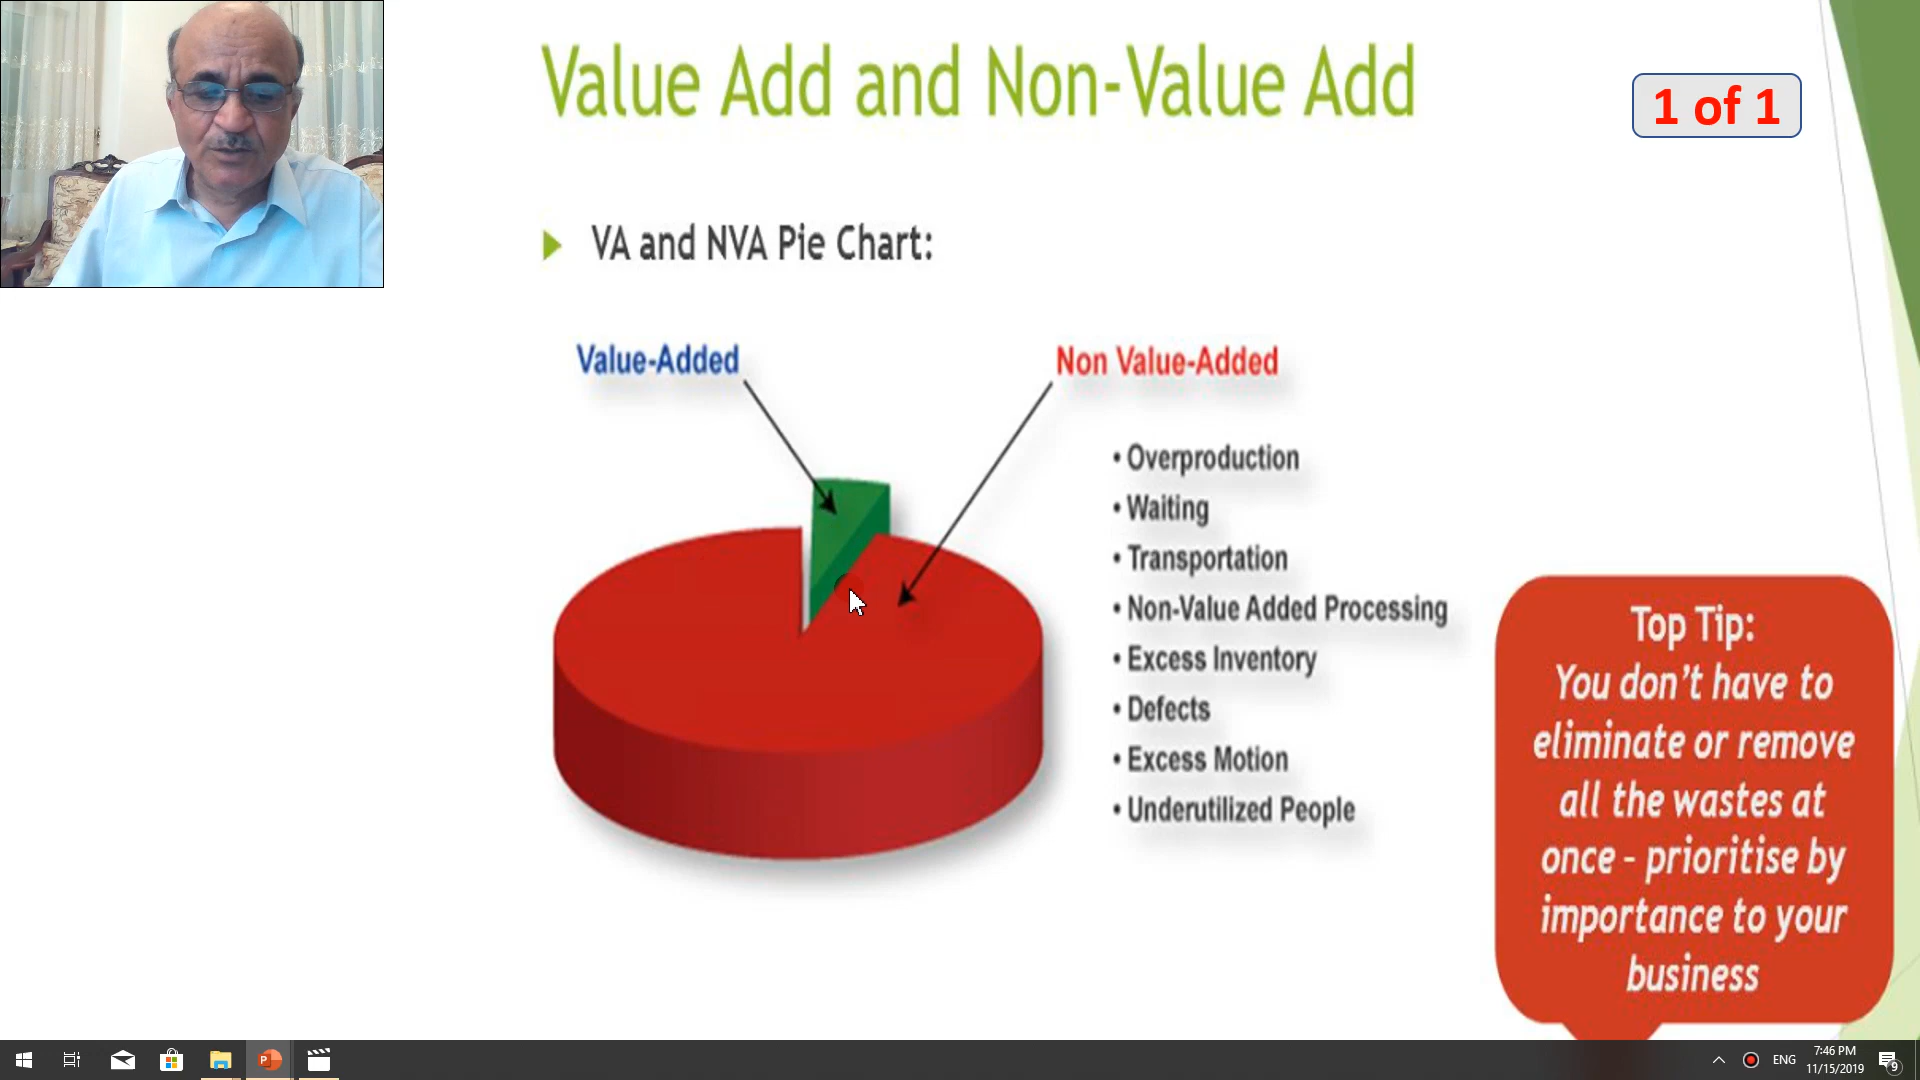 Value Add and Non-Value Add
1 of 1
VA and NVA Pie Chart:
Value-Added
Non Value-Added
• Overproduction
• Waiting
• Transportation
• Non-Value Added Processing
• Excess Inventory
• Defects
• Excess Motion
• Underutilized People
Top Tip:
You don't have to
eliminate or remove
all the wastes at
once - prioritise by
importance to your
business
ENG
7:46 PM
11/15/2019
9